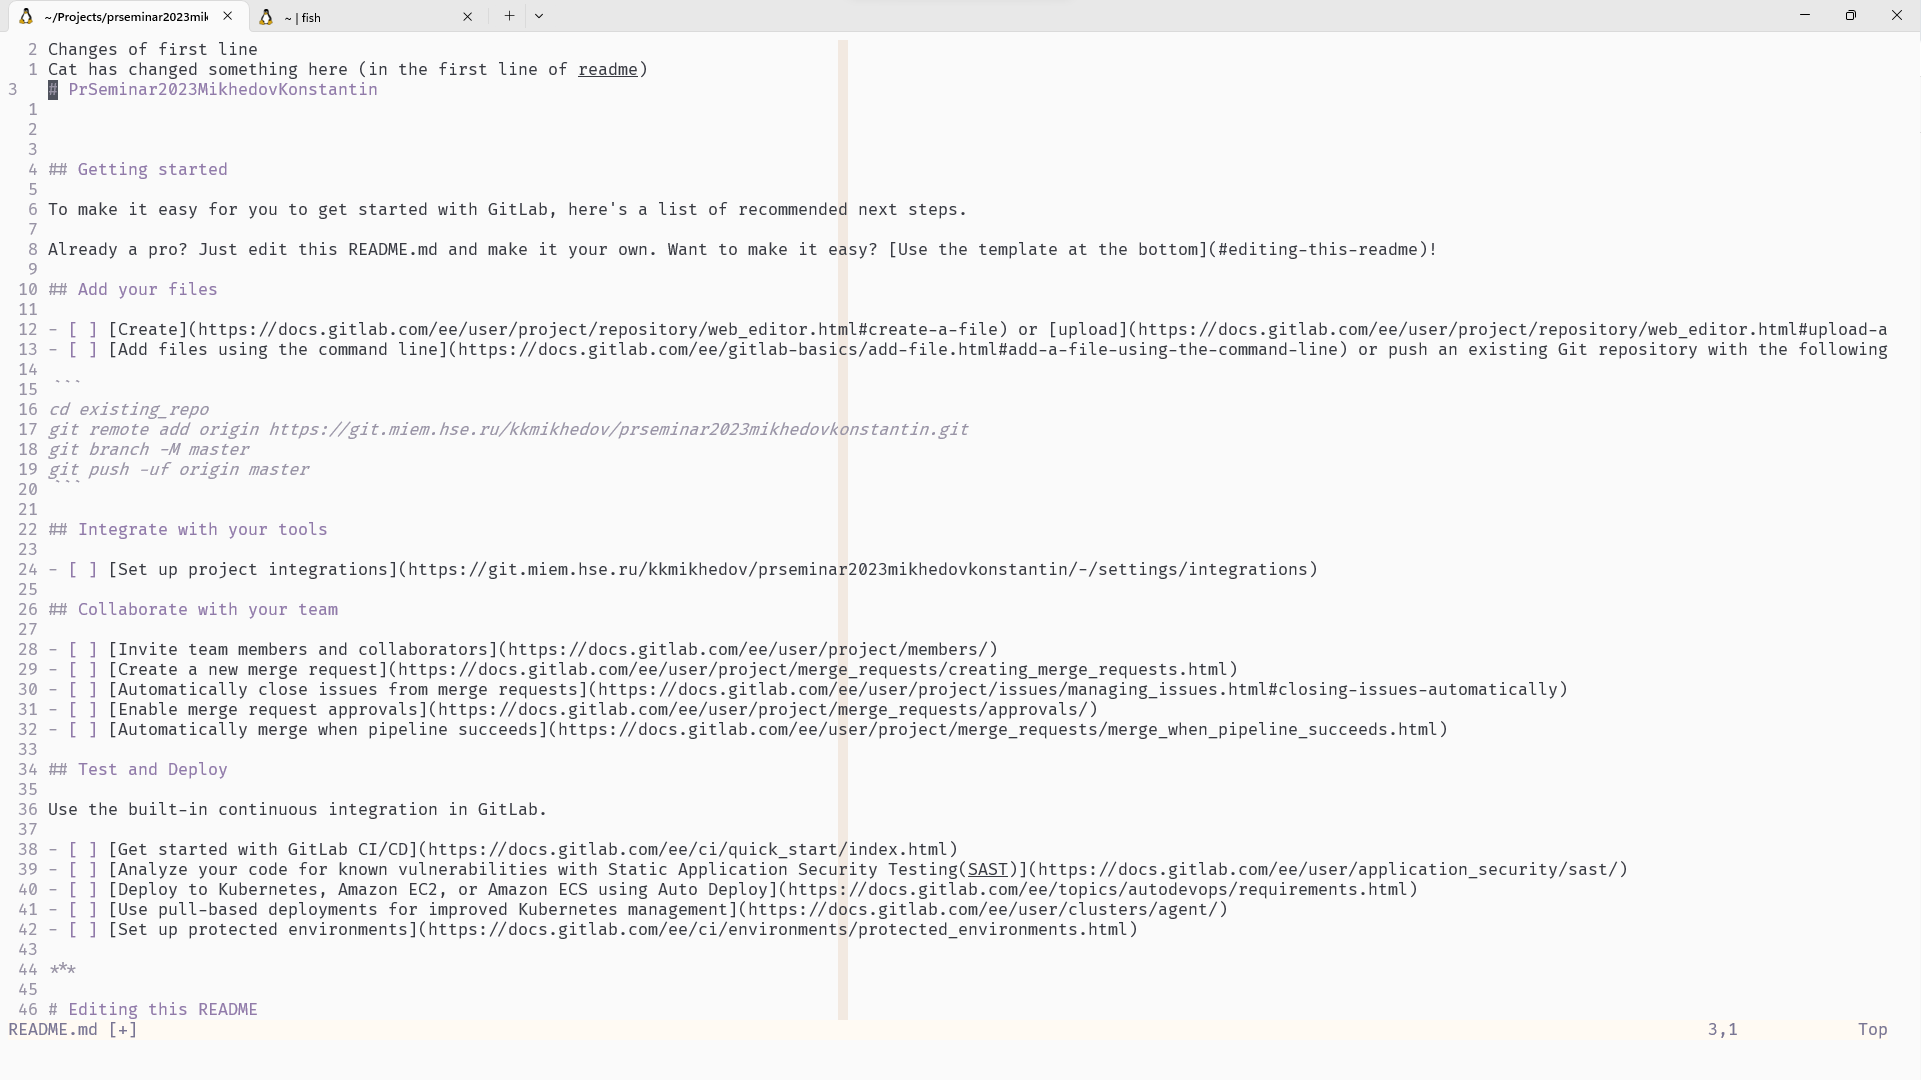 ~/Projects/prseminar2023mik
~ | fish
2 Changes of first line
1 Cat has changed something here (in the first line of readme)
3 # PrSeminar2023MikhedovKonstantin
1
2
3
4 ## Getting started
5
6 To make it easy for you to get started with GitLab, here's a list of recommended next steps.
7
8 Already a pro? Just edit this README.md and make it your own. Want to make it easy? [Use the template at the bottom](#editing-this-readme)!
9
10 ## Add your files
11
12 - [ ] [Create](https://docs.gitlab.com/ee/user/project/repository/web_editor.html#create-a-file) or [upload](https://docs.gitlab.com/ee/user/project/repository/web_editor.html#upload-a
13 - [ ] [Add files using the command line](https://docs.gitlab.com/ee/gitlab-basics/add-file.html#add-a-file-using-the-command-line) or push an existing Git repository with the following
14
15 ```
16 cd existing_repo
17 git remote add origin https://git.miem.hse.ru/kkmikhedov/prseminar2023mikhedovkonstantin.git
18 git branch -M master
19 git push -uf origin master
20 ```
21
22 ## Integrate with your tools
23
24 - [ ] [Set up project integrations](https://git.miem.hse.ru/kkmikhedov/prseminar2023mikhedovkonstantin/-/settings/integrations)
25
26 ## Collaborate with your team
27
28 - [ ] [Invite team members and collaborators](https://docs.gitlab.com/ee/user/project/members/)
29 - [ ] [Create a new merge request](https://docs.gitlab.com/ee/user/project/merge_requests/creating_merge_requests.html)
30 - [ ] [Automatically close issues from merge requests](https://docs.gitlab.com/ee/user/project/issues/managing_issues.html#closing-issues-automatically)
31 - [ ] [Enable merge request approvals](https://docs.gitlab.com/ee/user/project/merge_requests/approvals/)
32 - [ ] [Automatically merge when pipeline succeeds](https://docs.gitlab.com/ee/user/project/merge_requests/merge_when_pipeline_succeeds.html)
33
34 ## Test and Deploy
35
36 Use the built-in continuous integration in GitLab.
37
38 - [ ] [Get started with GitLab CI/CD](https://docs.gitlab.com/ee/ci/quick_start/index.html)
39 - [ ] [Analyze your code for known vulnerabilities with Static Application Security Testing(SAST)](https://docs.gitlab.com/ee/user/application_security/sast/)
40 - [ ] [Deploy to Kubernetes, Amazon EC2, or Amazon ECS using Auto Deploy](https://docs.gitlab.com/ee/topics/autodevops/requirements.html)
41 - [ ] [Use pull-based deployments for improved Kubernetes management](https://docs.gitlab.com/ee/user/clusters/agent/)
42 - [ ] [Set up protected environments](https://docs.gitlab.com/ee/ci/environments/protected_environments.html)
43
44 ***
45
46 # Editing this README
README.md [+] 3,1 Top